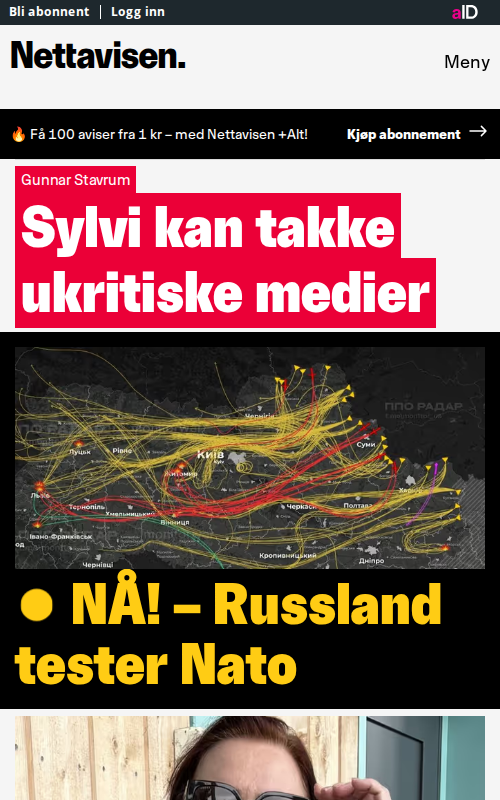 Bli abonnent | Logg inn
aID
Nettavisen.
Meny
🔥 Få 100 aviser fra 1 kr – med Nettavisen +Alt!
Kjøp abonnement →
Gunnar Stavrum
Sylvi kan takke
ukritiske medier
ППО РАДАР
Чернігів
Суми
Луцьк
Рівне
Київ
Житомир
Львів
Тернопіль
Хмельницький
Вінниця
Черкаси
Полтава
Івано-Франківськ
Кропивницький
Чернівці
Дніпро
NÅ! – Russland
tester Nato